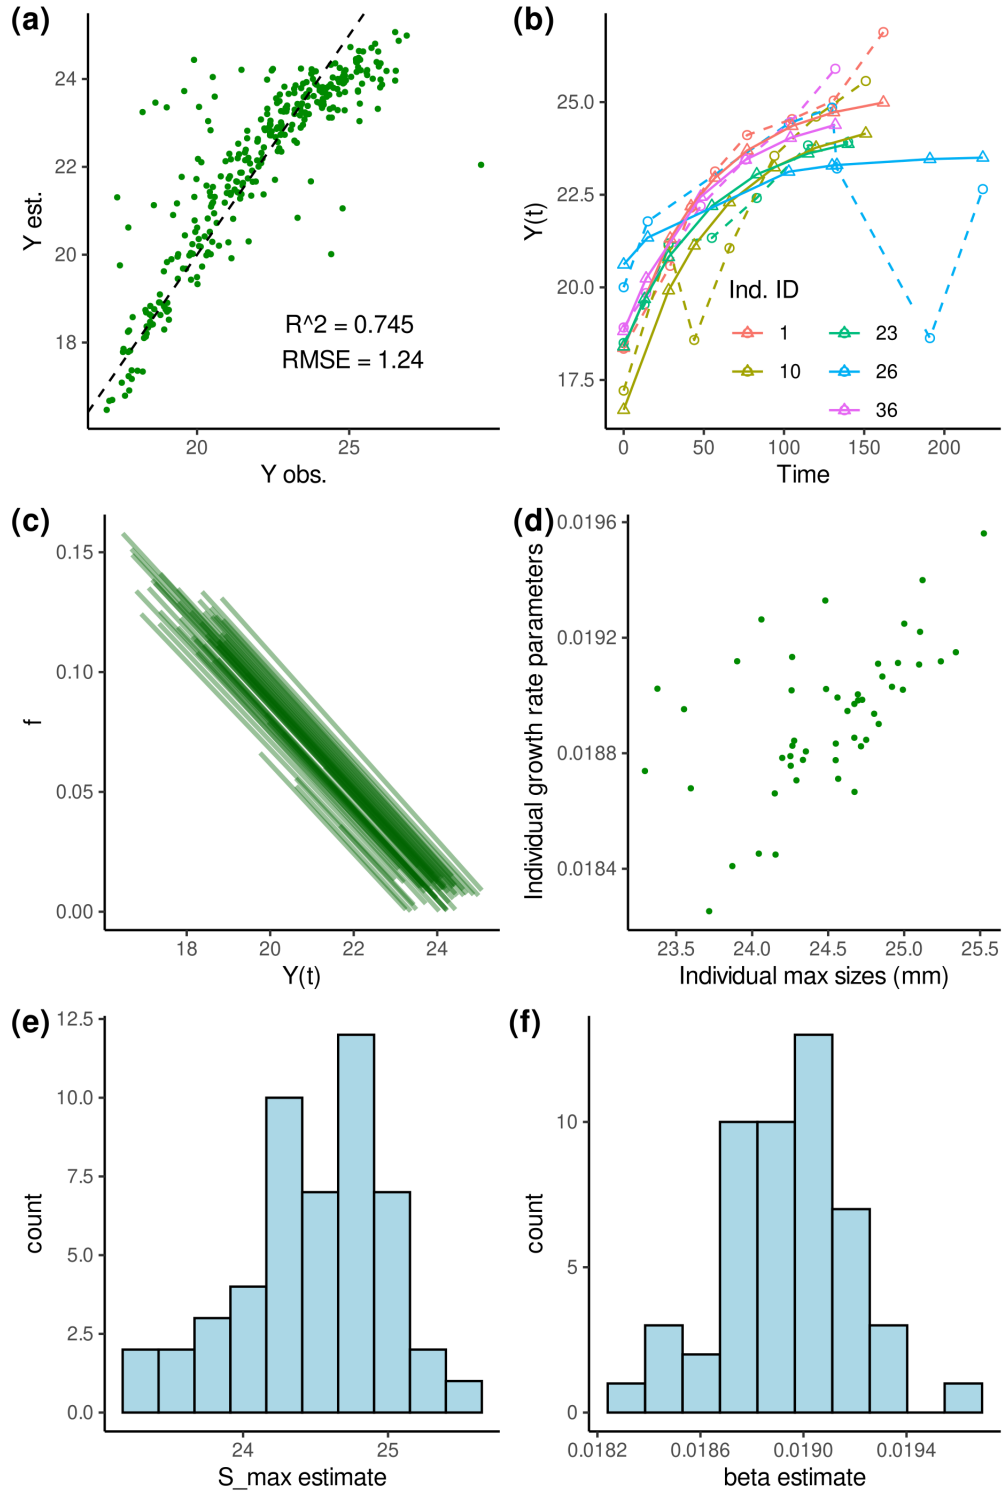 (a)
Y est.
24
22
20
18
R^2 = 0.745
RMSE = 1.24
20
25
Y obs.
(b)
Y(t)
25.0
22.5
20.0
17.5
Ind. ID
1
10
23
26
36
0
50
100
150
200
Time
(c)
f
0.15
0.10
0.05
0.00
18
20
22
24
Y(t)
(d)
Individual growth rate parameters
0.0196
0.0192
0.0188
0.0184
23.5
24.0
24.5
25.0
25.5
Individual max sizes (mm)
(e)
count
12.5
10.0
7.5
5.0
2.5
0.0
24
25
S_max estimate
(f)
count
10
5
0
0.0182
0.0186
0.0190
0.0194
beta estimate